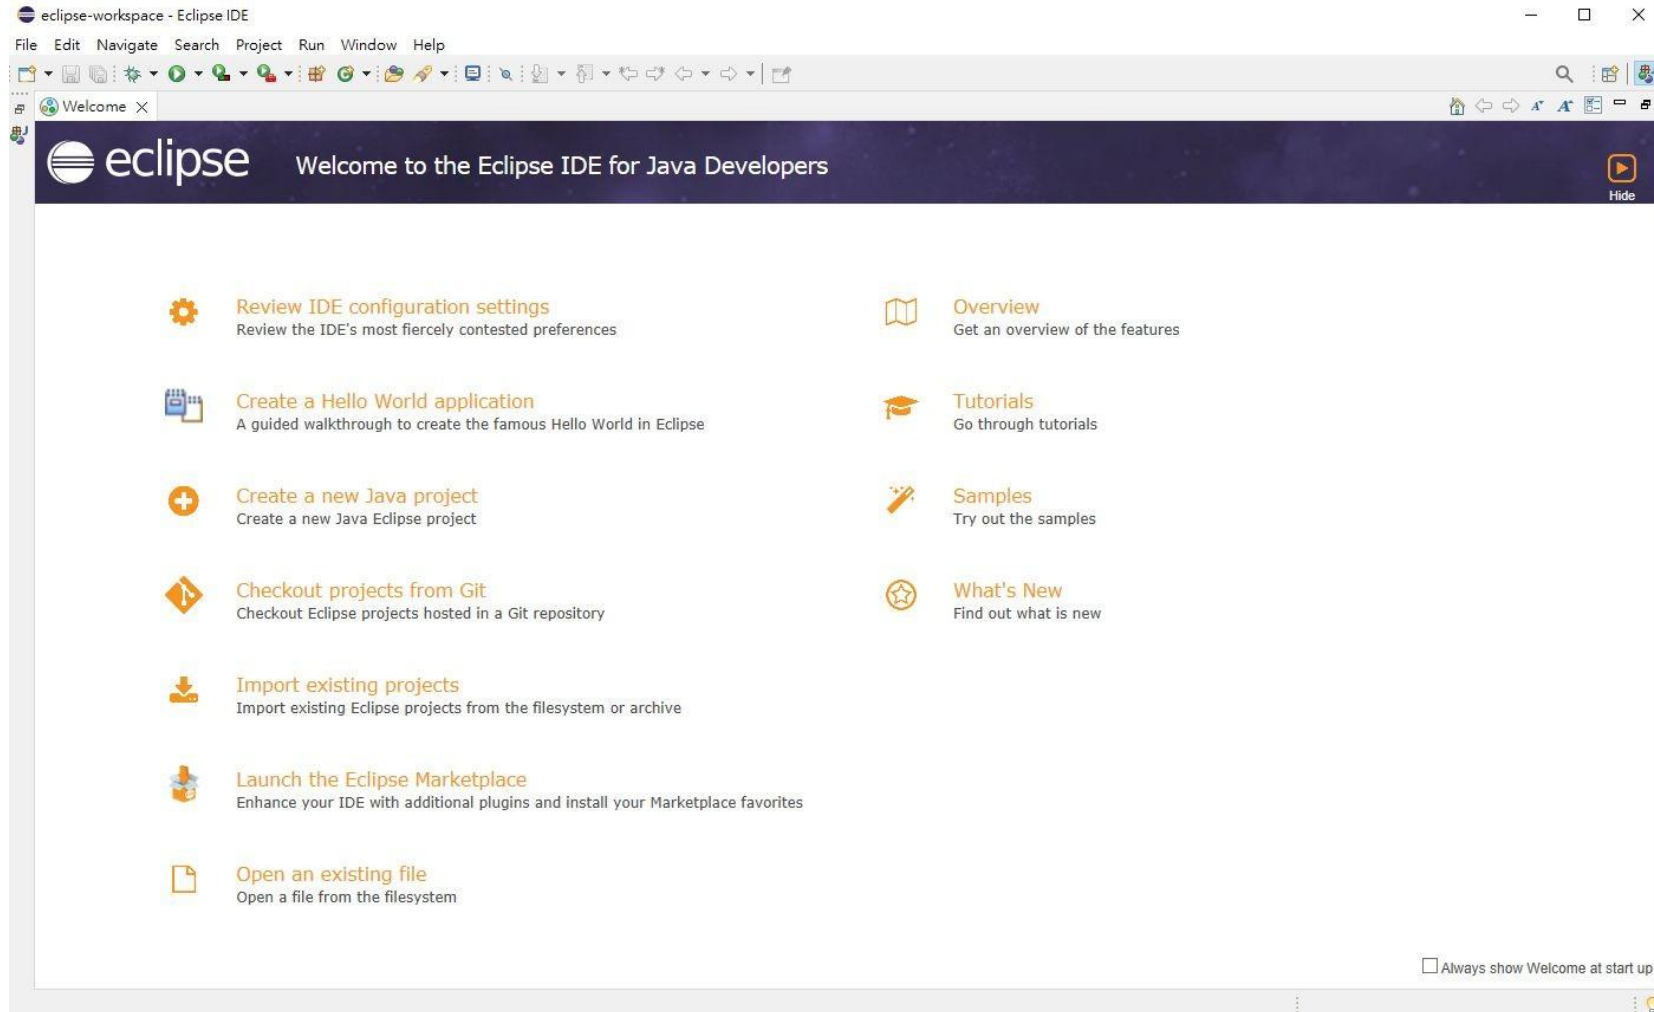 eclipse-workspace - Eclipse IDE
File Edit Navigate Search Project Run Window Help
Welcome
eclipse Welcome to the Eclipse IDE for Java Developers
Hide
Review IDE configuration settings
Review the IDE's most fiercely contested preferences
Create a Hello World application
A guided walkthrough to create the famous Hello World in Eclipse
Create a new Java project
Create a new Java Eclipse project
Checkout projects from Git
Checkout Eclipse projects hosted in a Git repository
Import existing projects
Import existing Eclipse projects from the filesystem or archive
Launch the Eclipse Marketplace
Enhance your IDE with additional plugins and install your Marketplace favorites
Open an existing file
Open a file from the filesystem
Overview
Get an overview of the features
Tutorials
Go through tutorials
Samples
Try out the samples
What's New
Find out what is new
Always show Welcome at start up